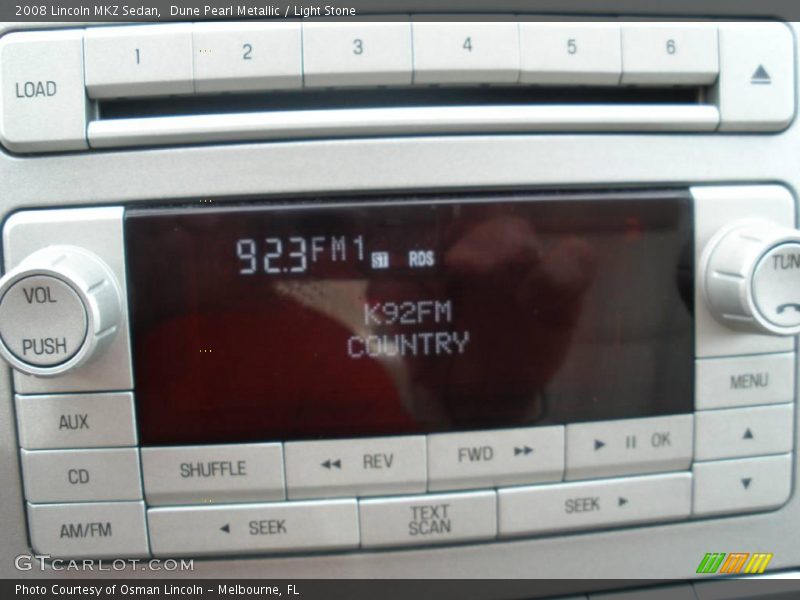 2008 Lincoln MKZ Sedan, Dune Pearl Metallic / Light Stone
LOAD 1 2 3 4 5 6
92.3 FM1 ST RDS
K92FM
COUNTRY
VOL
PUSH
TUN
MENU
AUX
CD
AM/FM
SHUFFLE
REV
FWD
OK
SEEK
TEXT
SCAN
SEEK
GTCARLOT.COM
Photo Courtesy of Osman Lincoln - Melbourne, FL